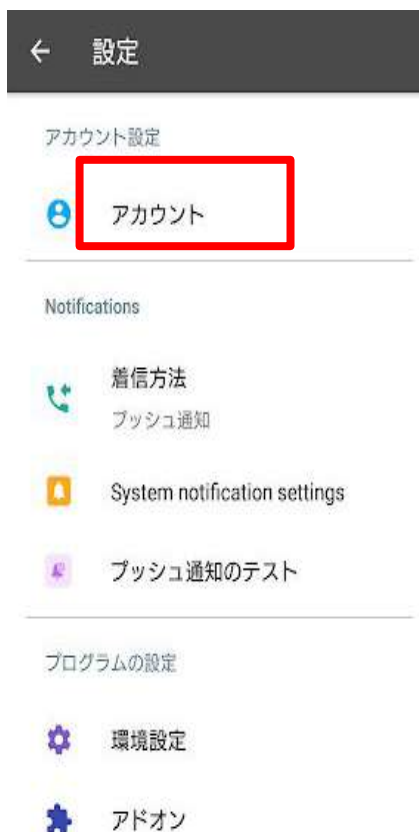 設定
アカウント設定
アカウント
Notifications
着信方法
プッシュ通知
System notification settings
プッシュ通知のテスト
プログラムの設定
環境設定
アドオン